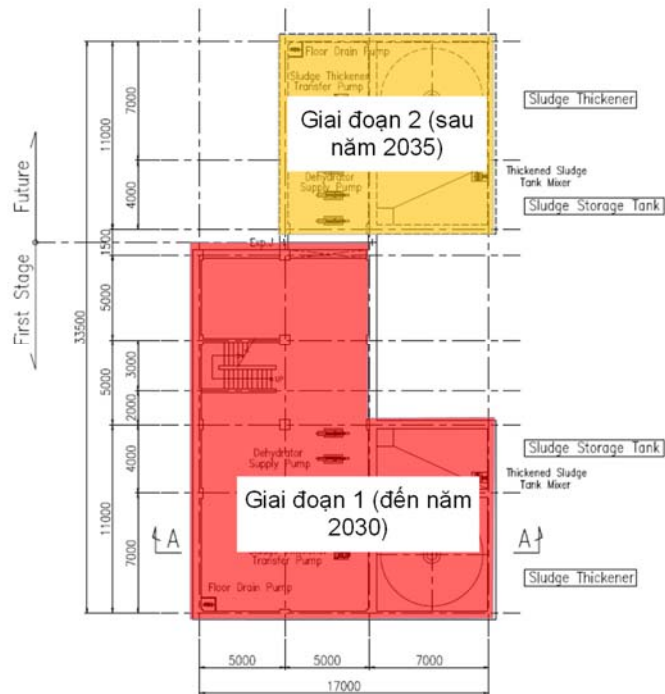 Floor Drain Pump
Sludge Thickener
Transfer Pump
Giai đoạn 2 (sau
năm 2035)
Dehydrator
Supply Pump
Sludge Thickener
Thickened Sludge
Tank Mixer
Sludge Storage Tank
Future
First Stage
7000
11000
4000
1500
Exp.J
33500
5000
3000
5000
2000
4000
11000
7000
UP
Dehydrator
Supply Pump
Sludge Storage Tank
Thickened Sludge
Tank Mixer
Giai đoạn 1 (đến năm
2030)
Transfer Pump
A
A
Floor Drain Pump
Sludge Thickener
5000
5000
7000
17000